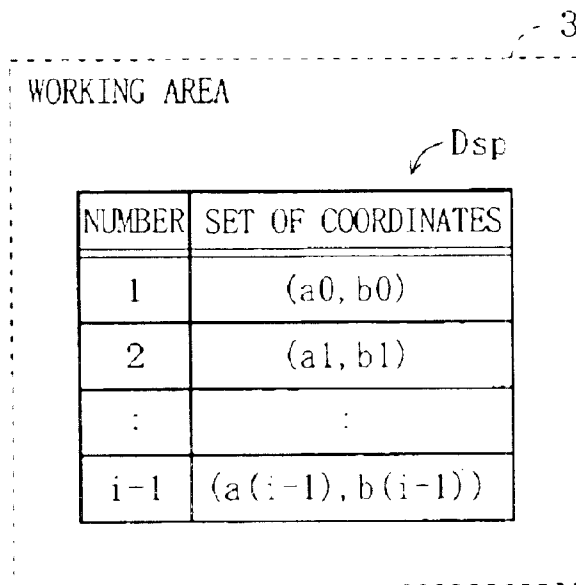 3
WORKING AREA
Dsp
NUMBER SET OF COORDINATES
1 (a0,b0)
2 (a1,b1)
: :
i-1 (a(i-1),b(i-1))